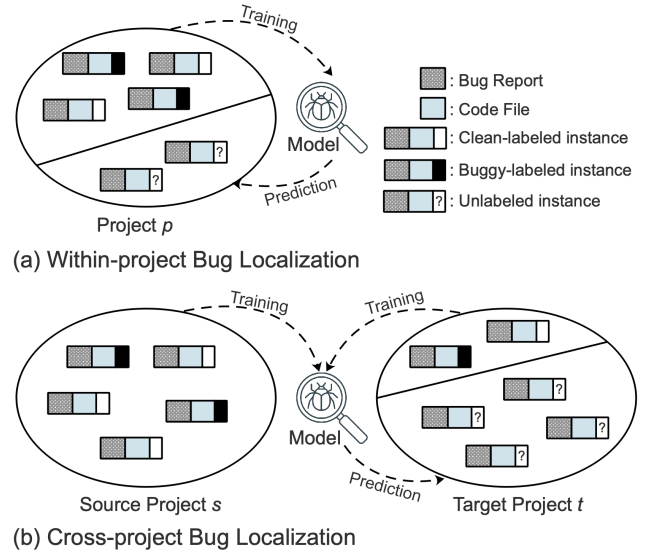 Training
Model
Prediction
? 
?
Project p
: Bug Report
: Code File
: Clean-labeled instance
: Buggy-labeled instance
? : Unlabeled instance
(a) Within-project Bug Localization
Training
Training
Model
?
?
?
?
Prediction
Source Project s
Target Project t
(b) Cross-project Bug Localization